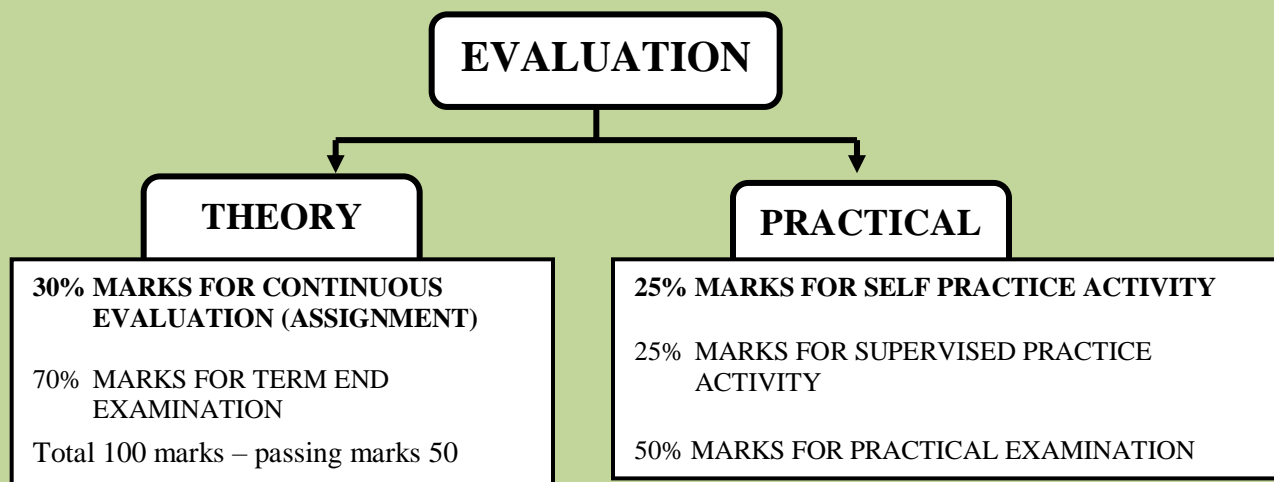 EVALUATION
THEORY
30% MARKS FOR CONTINUOUS
EVALUATION (ASSIGNMENT)
70% MARKS FOR TERM END
EXAMINATION
Total 100 marks – passing marks 50
PRACTICAL
25% MARKS FOR SELF PRACTICE ACTIVITY
25% MARKS FOR SUPERVISED PRACTICE
ACTIVITY
50% MARKS FOR PRACTICAL EXAMINATION